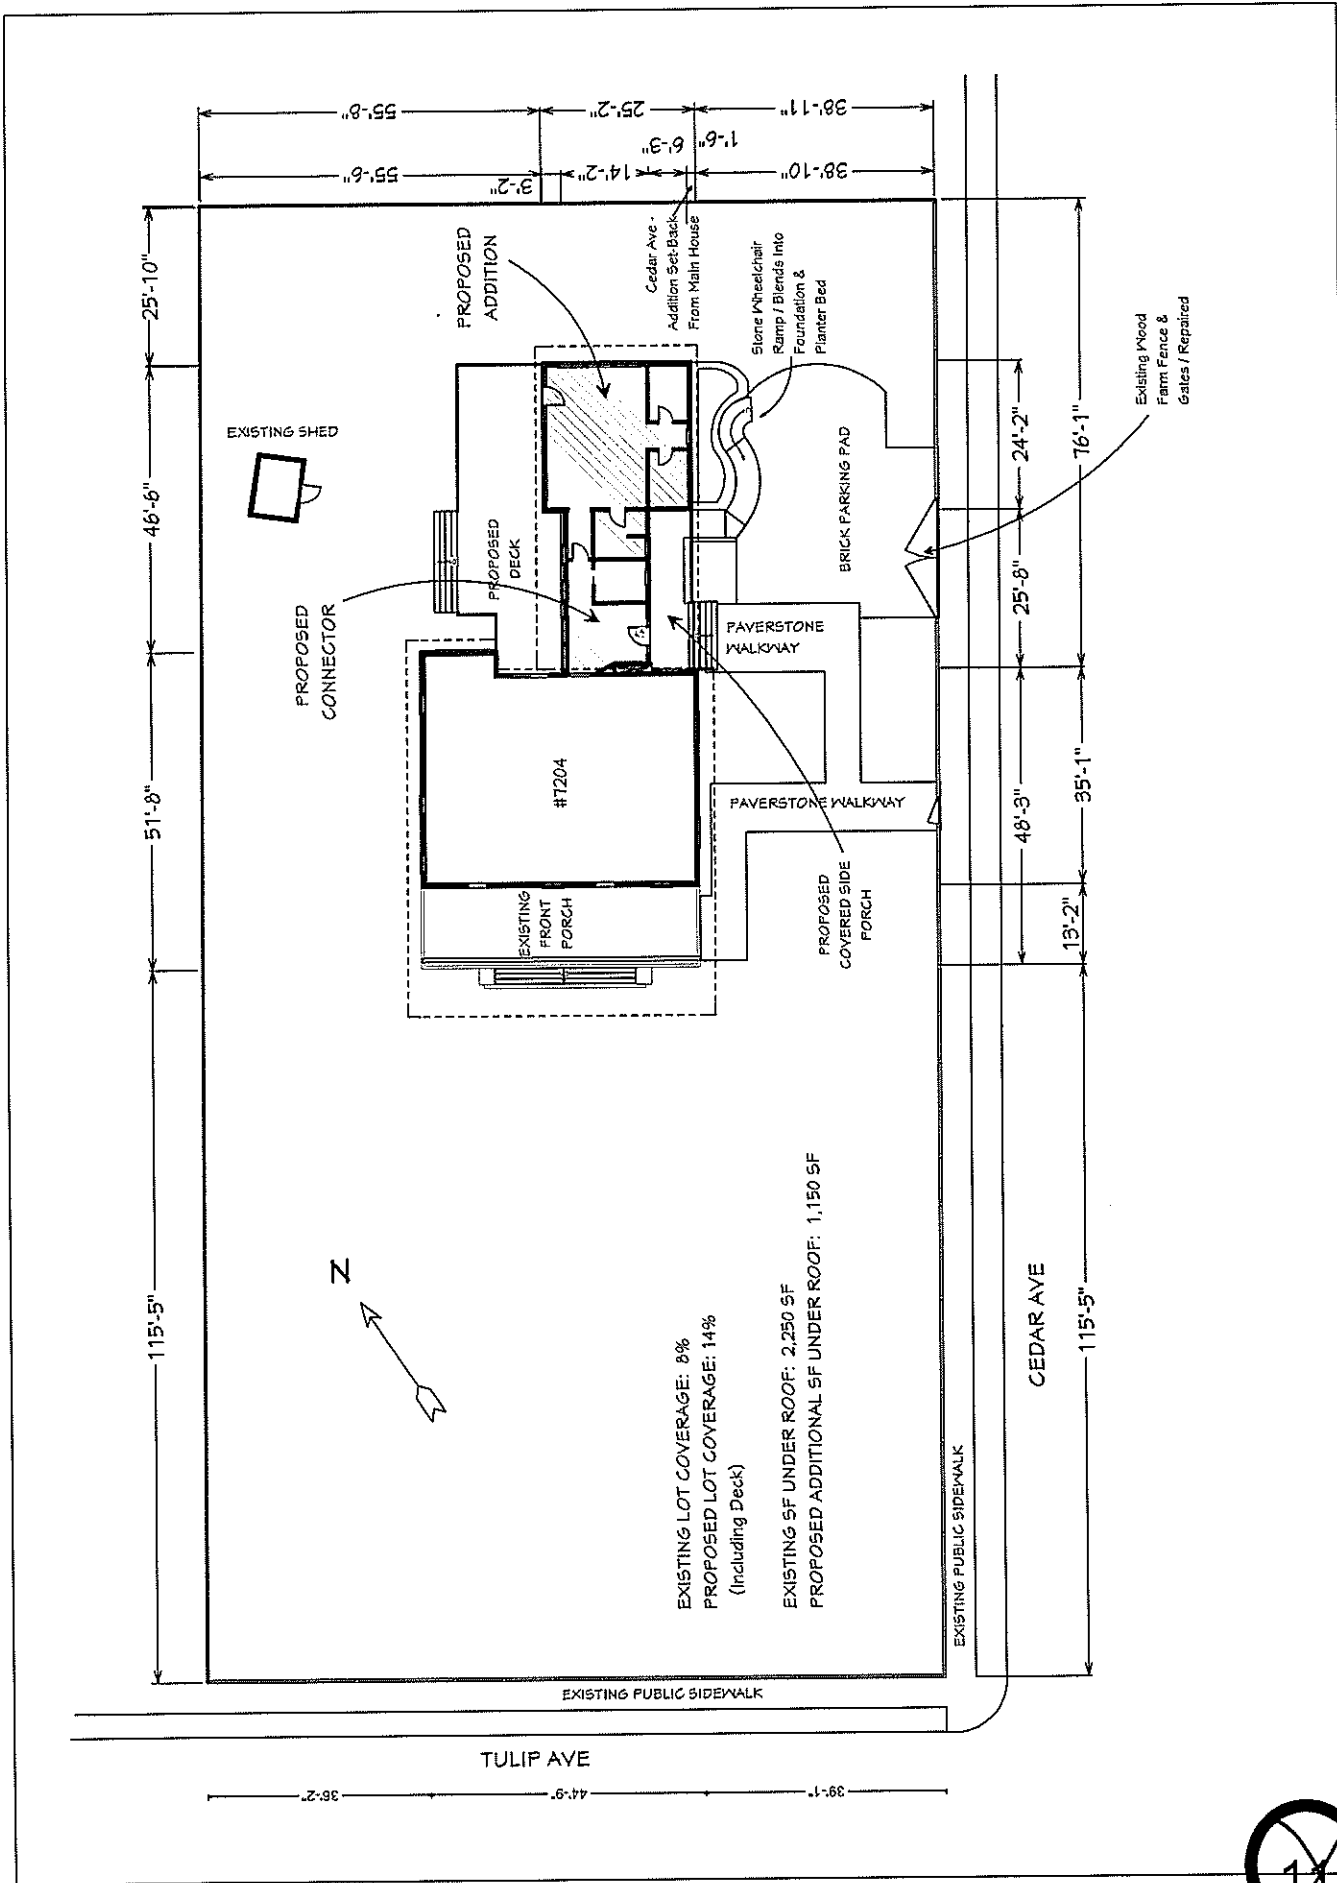 55'-8"
25'-2"
38'-11"
55'-6"
3'-2"
14'-2"
6'-3"
1'-6"
38'-10"
25'-10"
46'-6"
51'-8"
115'-5"
PROPOSED
ADDITION
Cedar Ave -
Addition Set-Back
From Main House
Stone Wheelchair
Ramp / Blends Into
Foundation &
Planter Bed
Existing Wood
Farm Fence &
Gates / Repaired
EXISTING SHED
PROPOSED
DECK
PROPOSED
CONNECTOR
BRICK PARKING PAD
PAVERSTONE
WALKWAY
#7204
PAVERSTONE WALKWAY
EXISTING
FRONT
PORCH
PROPOSED
COVERED SIDE
PORCH
24'-2"
25'-8"
48'-3"
76'-1"
35'-1"
13'-2"
115'-5"
N
EXISTING LOT COVERAGE: 8%
PROPOSED LOT COVERAGE: 14%
(Including Deck)
EXISTING SF UNDER ROOF: 2,250 SF
PROPOSED ADDITIONAL SF UNDER ROOF: 1,150 SF
CEDAR AVE
EXISTING PUBLIC SIDEWALK
EXISTING PUBLIC SIDEWALK
TULIP AVE
36'-2"
44'-9"
39'-1"